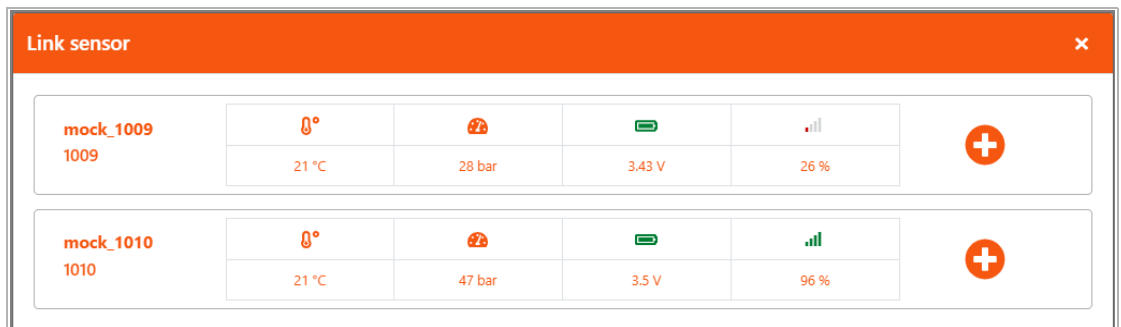 Link sensor
mock_1009
1009
21 °C 28 bar 3.43 V 26 %
mock_1010
1010
21 °C 47 bar 3.5 V 96 %